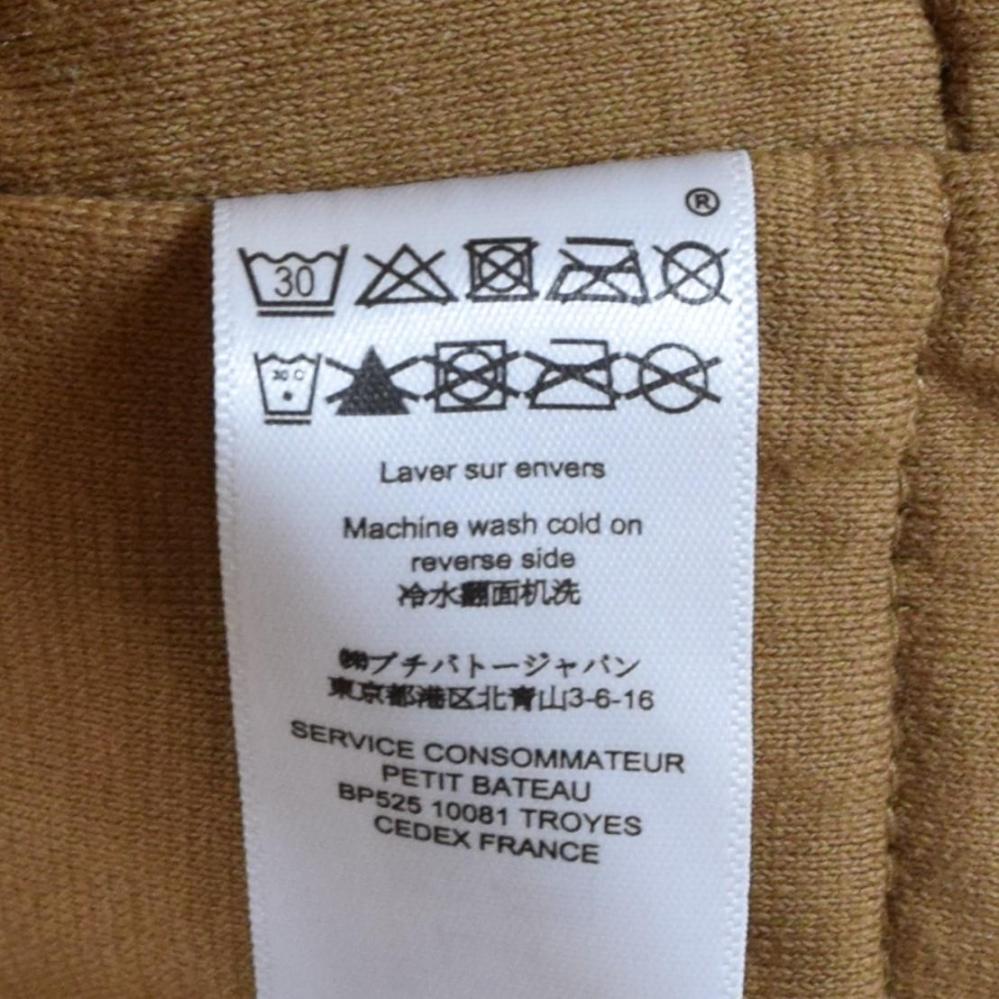 ®
30
30 C
Laver sur envers
Machine wash cold on
reverse side
冷水翻面机洗
㈱プチバトージャパン
東京都港区北青山3-6-16
SERVICE CONSOMMATEUR
PETIT BATEAU
BP525 10081 TROYES
CEDEX FRANCE